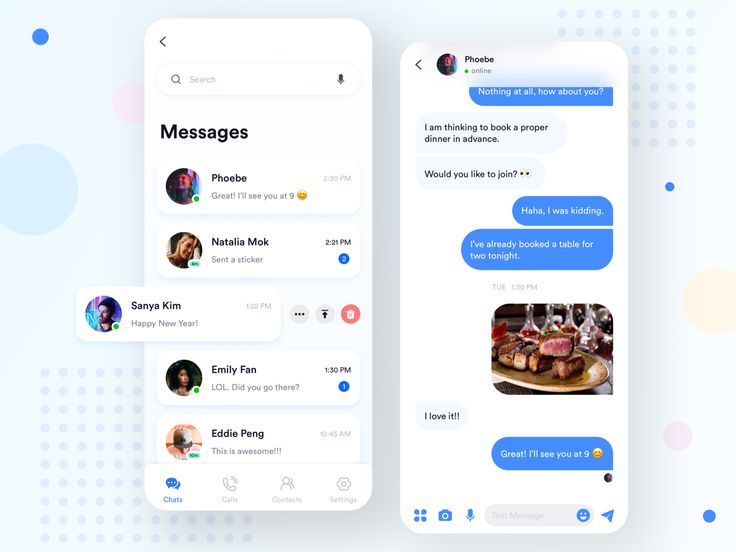 Search
Messages
Phoebe
2:30 PM
Great! I'll see you at 9 😊
Natalia Mok
2:21 PM
Sent a sticker
2
4m
Sanya Kim
1:22 PM
Happy New Year!
Emily Fan
1:30 PM
LOL. Did you go there?
1
Eddie Peng
10:45 AM
This is awesome!!!
10m
Chats
Calls
Contacts
Settings
Phoebe
online
Nothing at all, how about you?
I am thinking to book a proper
dinner in advance.
Would you like to join? 👀
Haha, I was kidding.
I've already booked a table for
two tonight.
TUE 1:30 PM
I love it!!
Great! I'll see you at 9 😊
Text Message